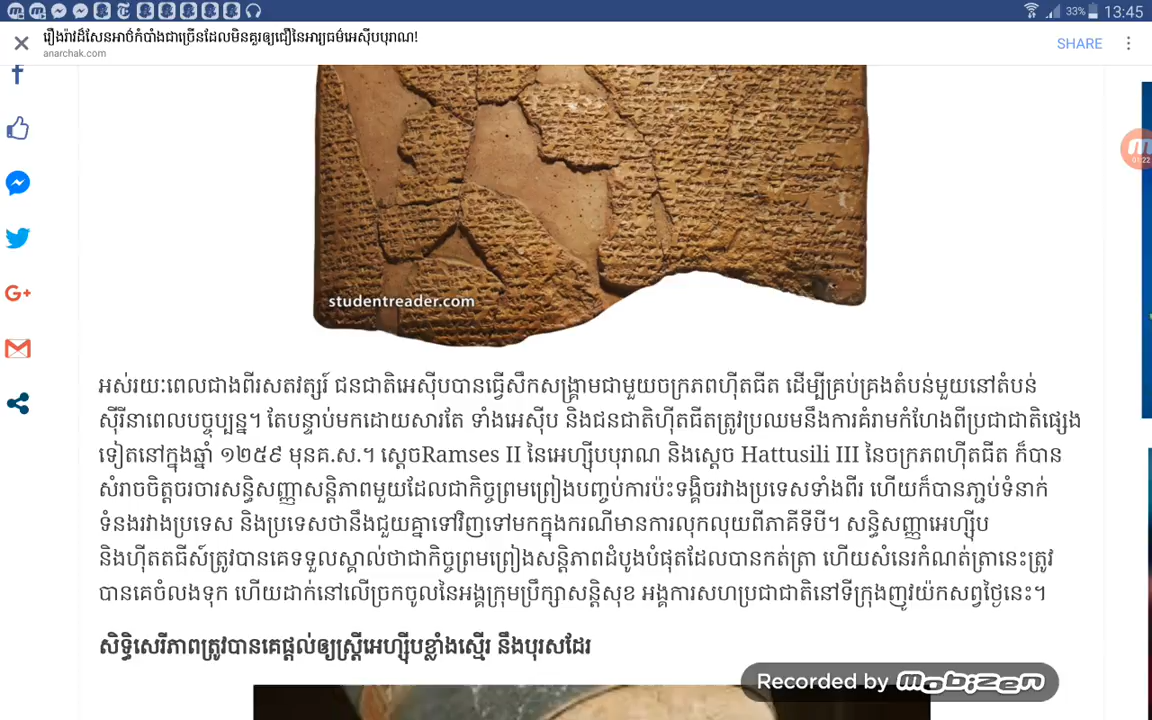 33% 13:45
រឿងរ៉ាវដ៏សែនអាថ៌កំបាំងជាច្រើនដែលមិនគួរឲ្យជឿនៃអារ្យធម៌អេស៊ីបបុរាណ!
anarchak.com
SHARE
01:22
studentreader.com
អស់រយៈពេលជាងពីរសតវត្សរ៍ ជនជាតិអេស៊ីបបានធ្វើសឹកសង្គ្រាមជាមួយចក្រភពហ៊ីតធីត ដើម្បីគ្រប់គ្រងតំបន់មួយនៅតំបន់
ស៊ីរីនាពេលបច្ចុប្បន្ន។ តែបន្ទាប់មកដោយសារតែ ទាំងអេស៊ីប និងជនជាតិហ៊ីតធីតត្រូវប្រឈមនឹងការគំរាមកំហែងពីប្រជាជាតិផ្សេង
ទៀតនៅក្នុងឆ្នាំ ១២៥៩ មុនគ.ស.។ ស្តេចRamses II នៃអេហ្ស៊ីបបុរាណ និងស្តេច Hattusili III នៃចក្រភពហ៊ីតធីត ក៏បាន
សំរាចចិត្តចរចារសន្ធិសញ្ញាសន្តិភាពមួយដែលជាកិច្ចព្រមព្រៀងបញ្ចប់ការប៉ះទង្គិចរវាងប្រទេសទាំងពីរ ហើយក៏បានភ្ជាប់ទំនាក់
ទំនងរវាងប្រទេស និងប្រទេសថានឹងជួយគ្នាទៅវិញទៅមកក្នុងករណីមានការលុកលុយពីភាគីទីបី។ សន្ធិសញ្ញាអេហ្ស៊ីប
និងហ៊ីតតធីស៍ត្រូវបានគេទទួលស្គាល់ថាជាកិច្ចព្រមព្រៀងសន្តិភាពដំបូងបំផុតដែលបានកត់ត្រា ហើយសំនេរកំណត់ត្រានេះត្រូវ
បានគេចំលងទុក ហើយដាក់នៅលើច្រកចូលនៃអង្គក្រុមប្រឹក្សាសន្តិសុខ អង្គការសហប្រជាជាតិនៅទីក្រុងញូវយ៉កសព្វថ្ងៃនេះ។
សិទ្ធិសេរីភាពត្រូវបានគេផ្តល់ឲ្យស្ត្រីអេហ្ស៊ីបខ្លាំងស្មើរ នឹងបុរសដែរ
Recorded by mobizen